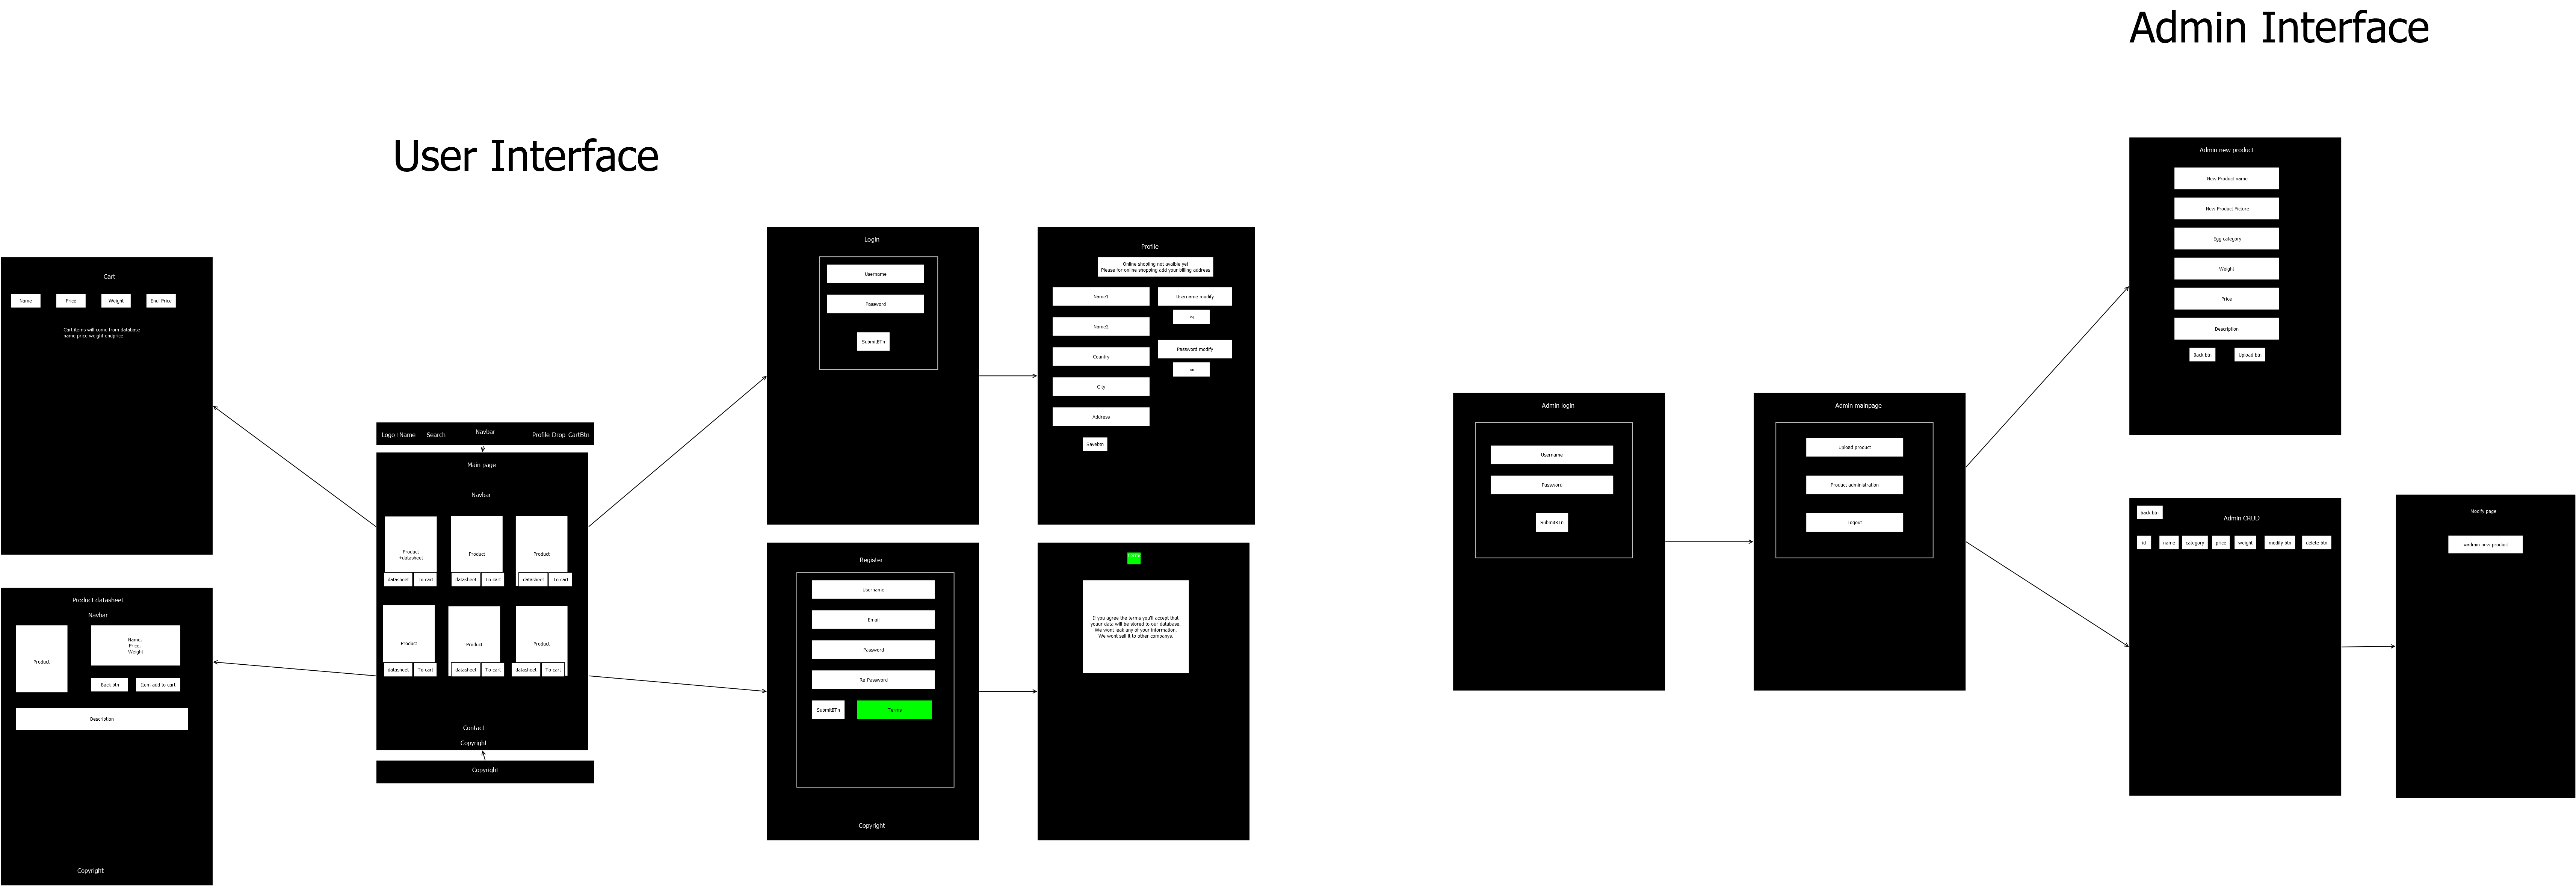 Admin Interface
User Interface
Cart
Name
Price
Weight
End_Price
Cart items will come from database
name price weight endprice
Product datasheet
Navbar
Product
Name,
Price,
Weight
Back btn
Item add to cart
Description
Copyright
Logo+Name
Search
Navbar
Profile-Drop
CartBtn
Main page
Navbar
Product
+datasheet
Product
Product
datasheet
To cart
datasheet
To cart
datasheet
To cart
Product
Product
Product
datasheet
To cart
datasheet
To cart
datasheet
To cart
Contact
Copyright
Copyright
Login
Username
Password
SubmitBTn
Profile
Online shoping not avaible yet
Please for online shopping add your billing address
Name1
Username modify
Name2
Password modify
Country
City
Address
Savebtn
Register
Username
Email
Password
Re-Password
SubmitBTn
Terms
Copyright
Terms
If you agree the terms you'll accept that
youur data will be stored to our database.
We wont leak any of your information,
We wont sell it to other companys.
Admin login
Username
Password
SubmitBTn
Admin mainpage
Upload product
Product administration
Logout
Admin new product
New Product name
New Product Picture
Egg category
Weight
Price
Description
Back btn
Upload btn
back btn
Admin CRUD
id
name
category
price
weight
modify btn
delete btn
Modify page
=admin new product